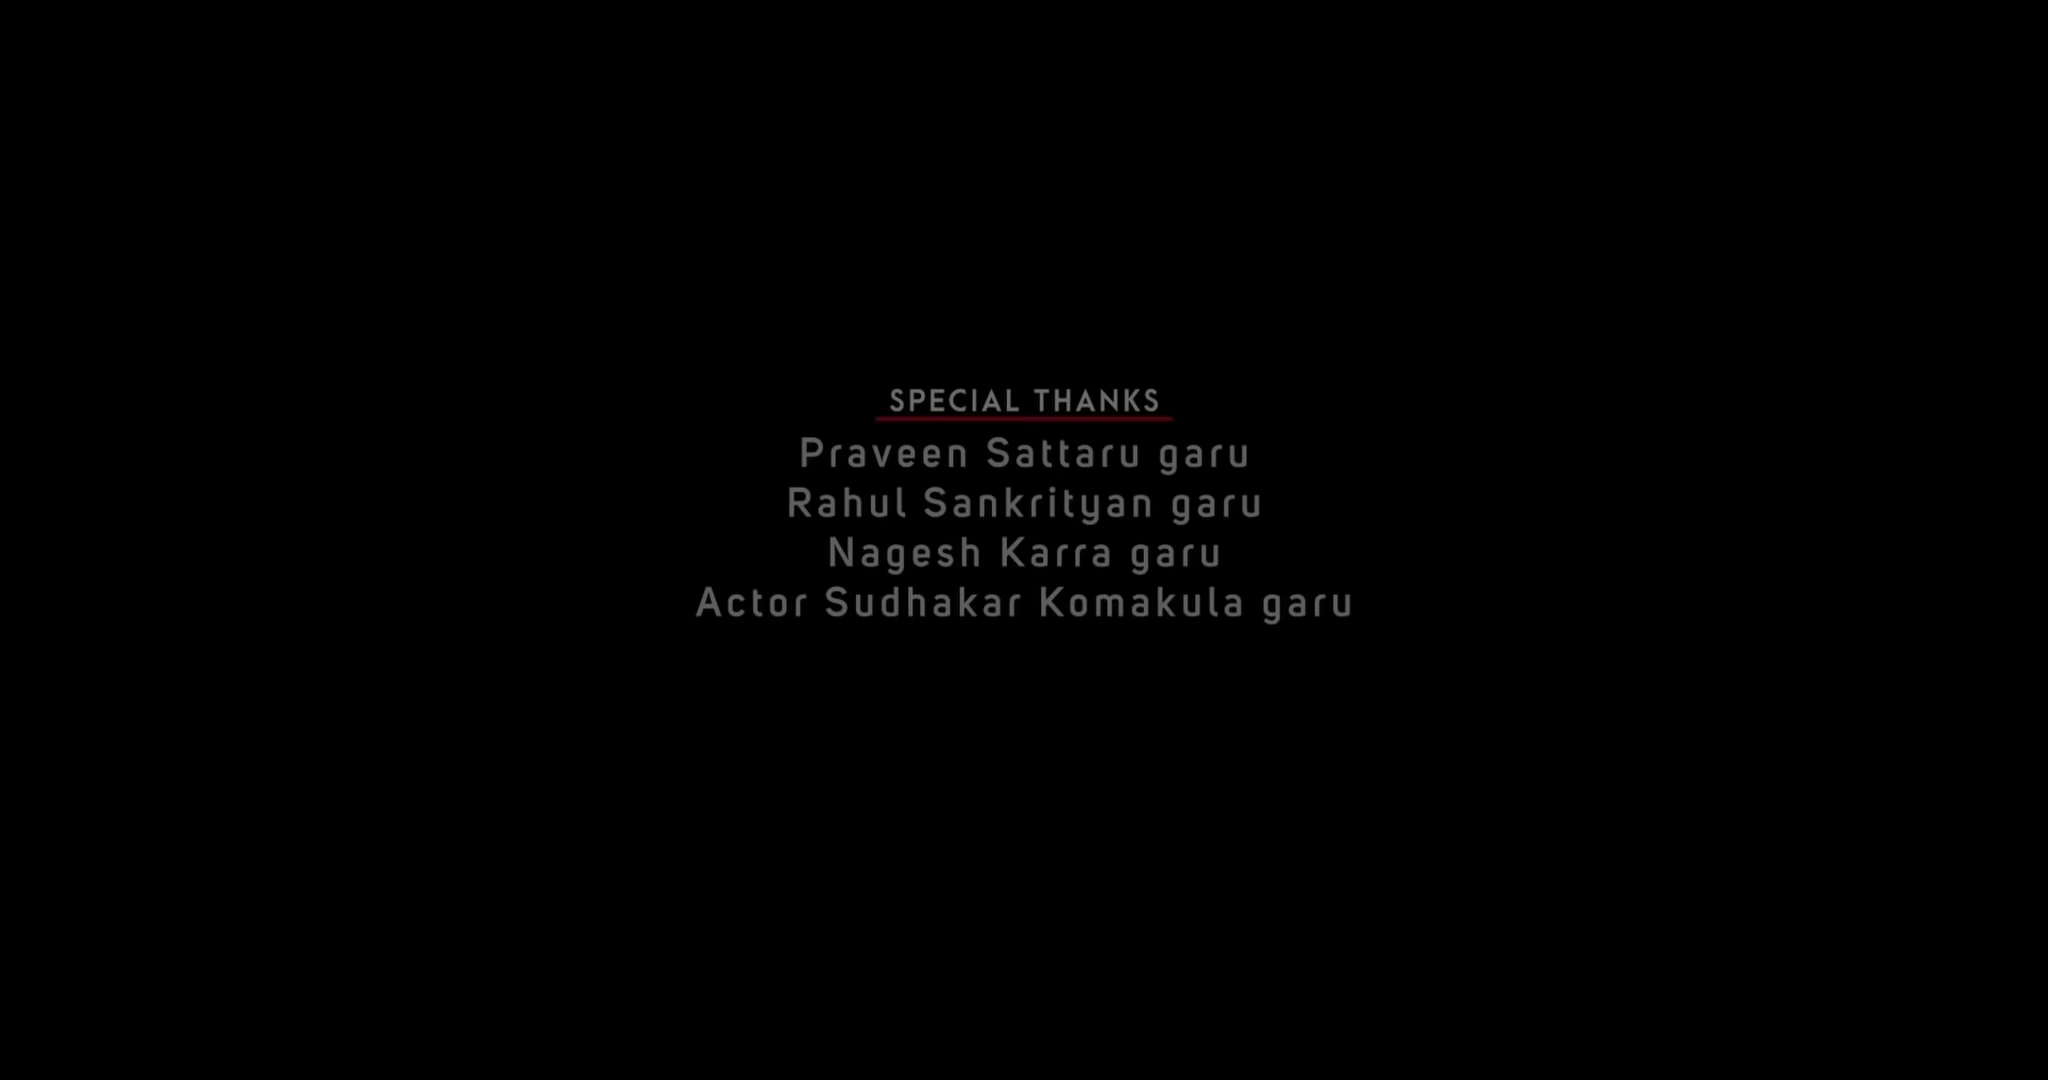 SPECIAL THANKS
Praveen Sattaru garu
Rahul Sankrityan garu
Nagesh Karra garu
Actor Sudhakar Komakula garu